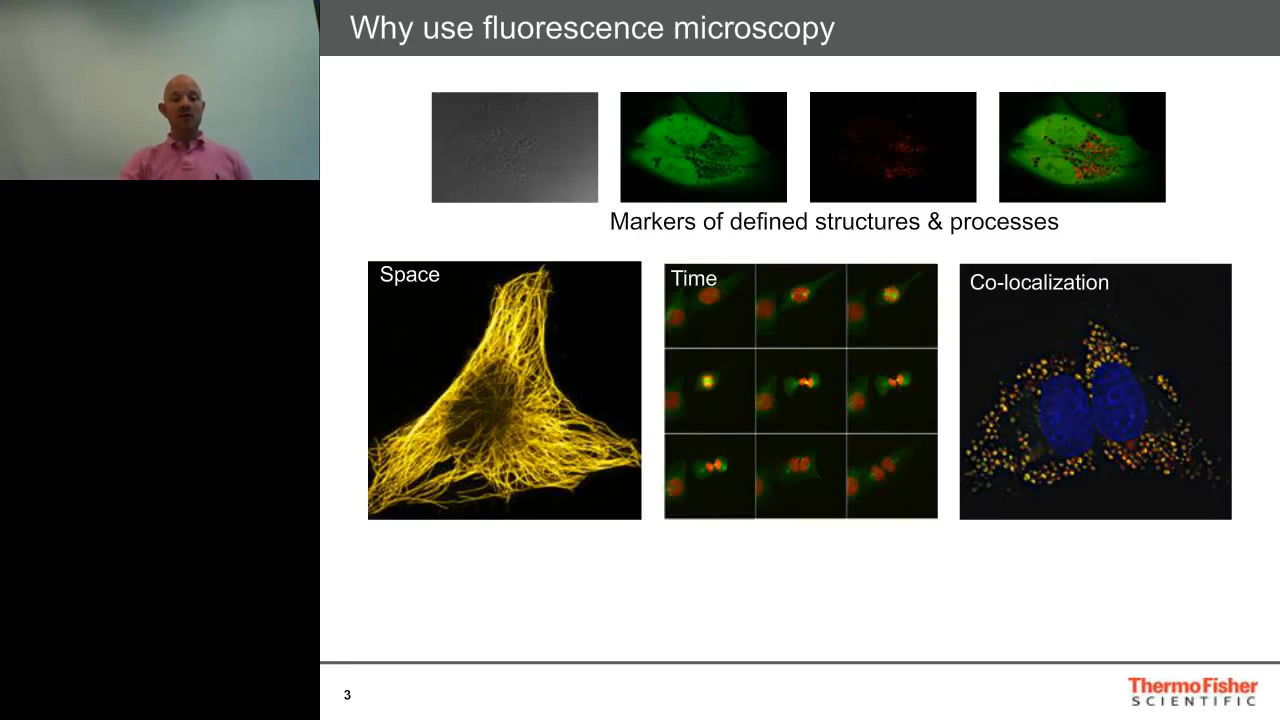 Why use fluorescence microscopy
Markers of defined structures & processes
Space
Time
Co-localization
3
ThermoFisher
SCIENTIFIC